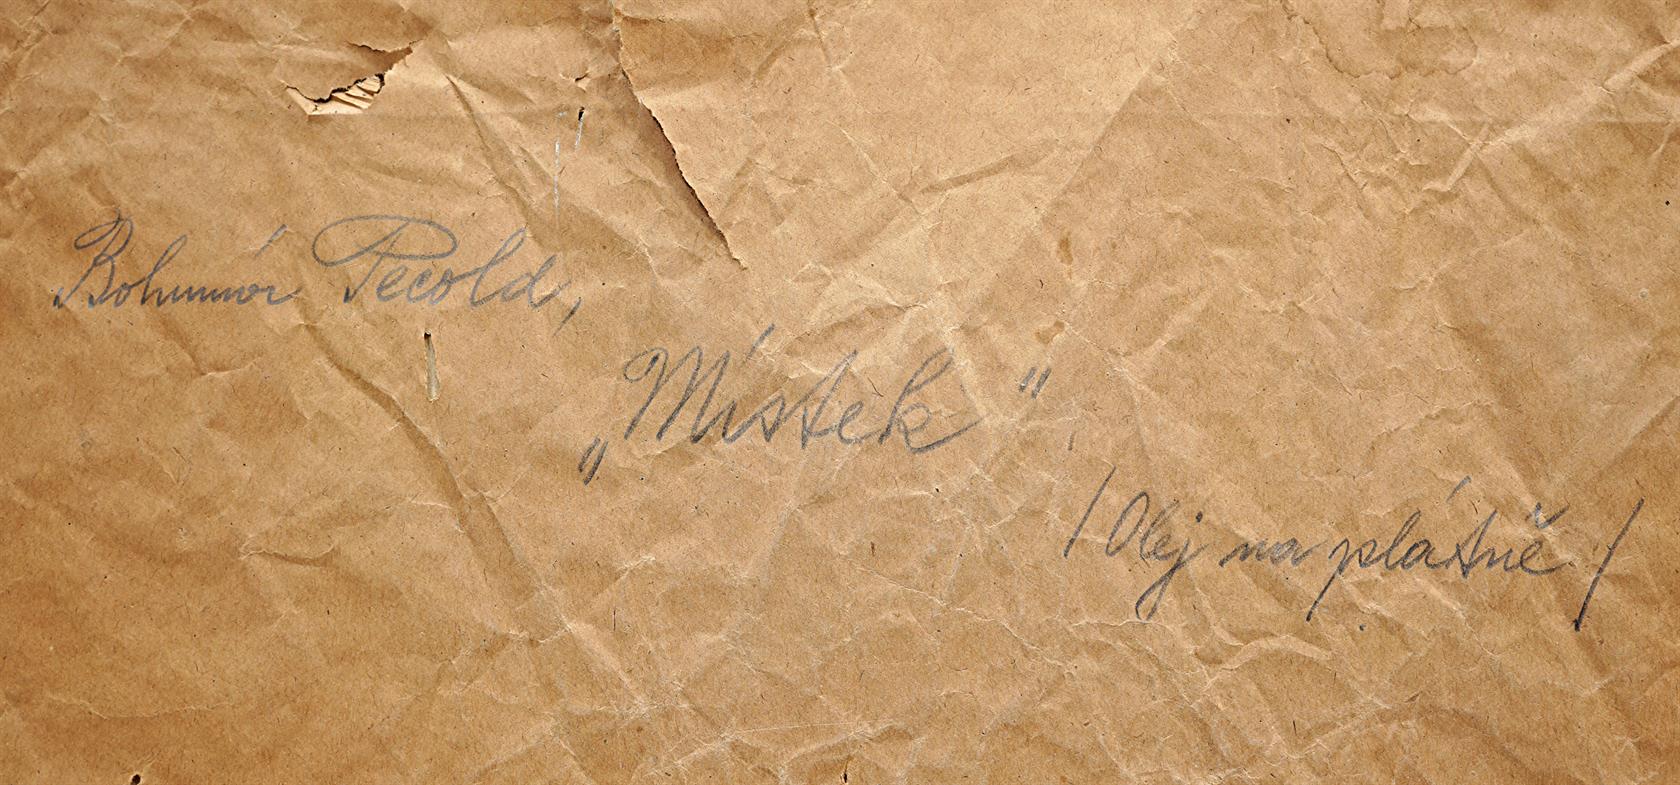 Bohumír Pecold,
„Místek"
/Olej na plátně/